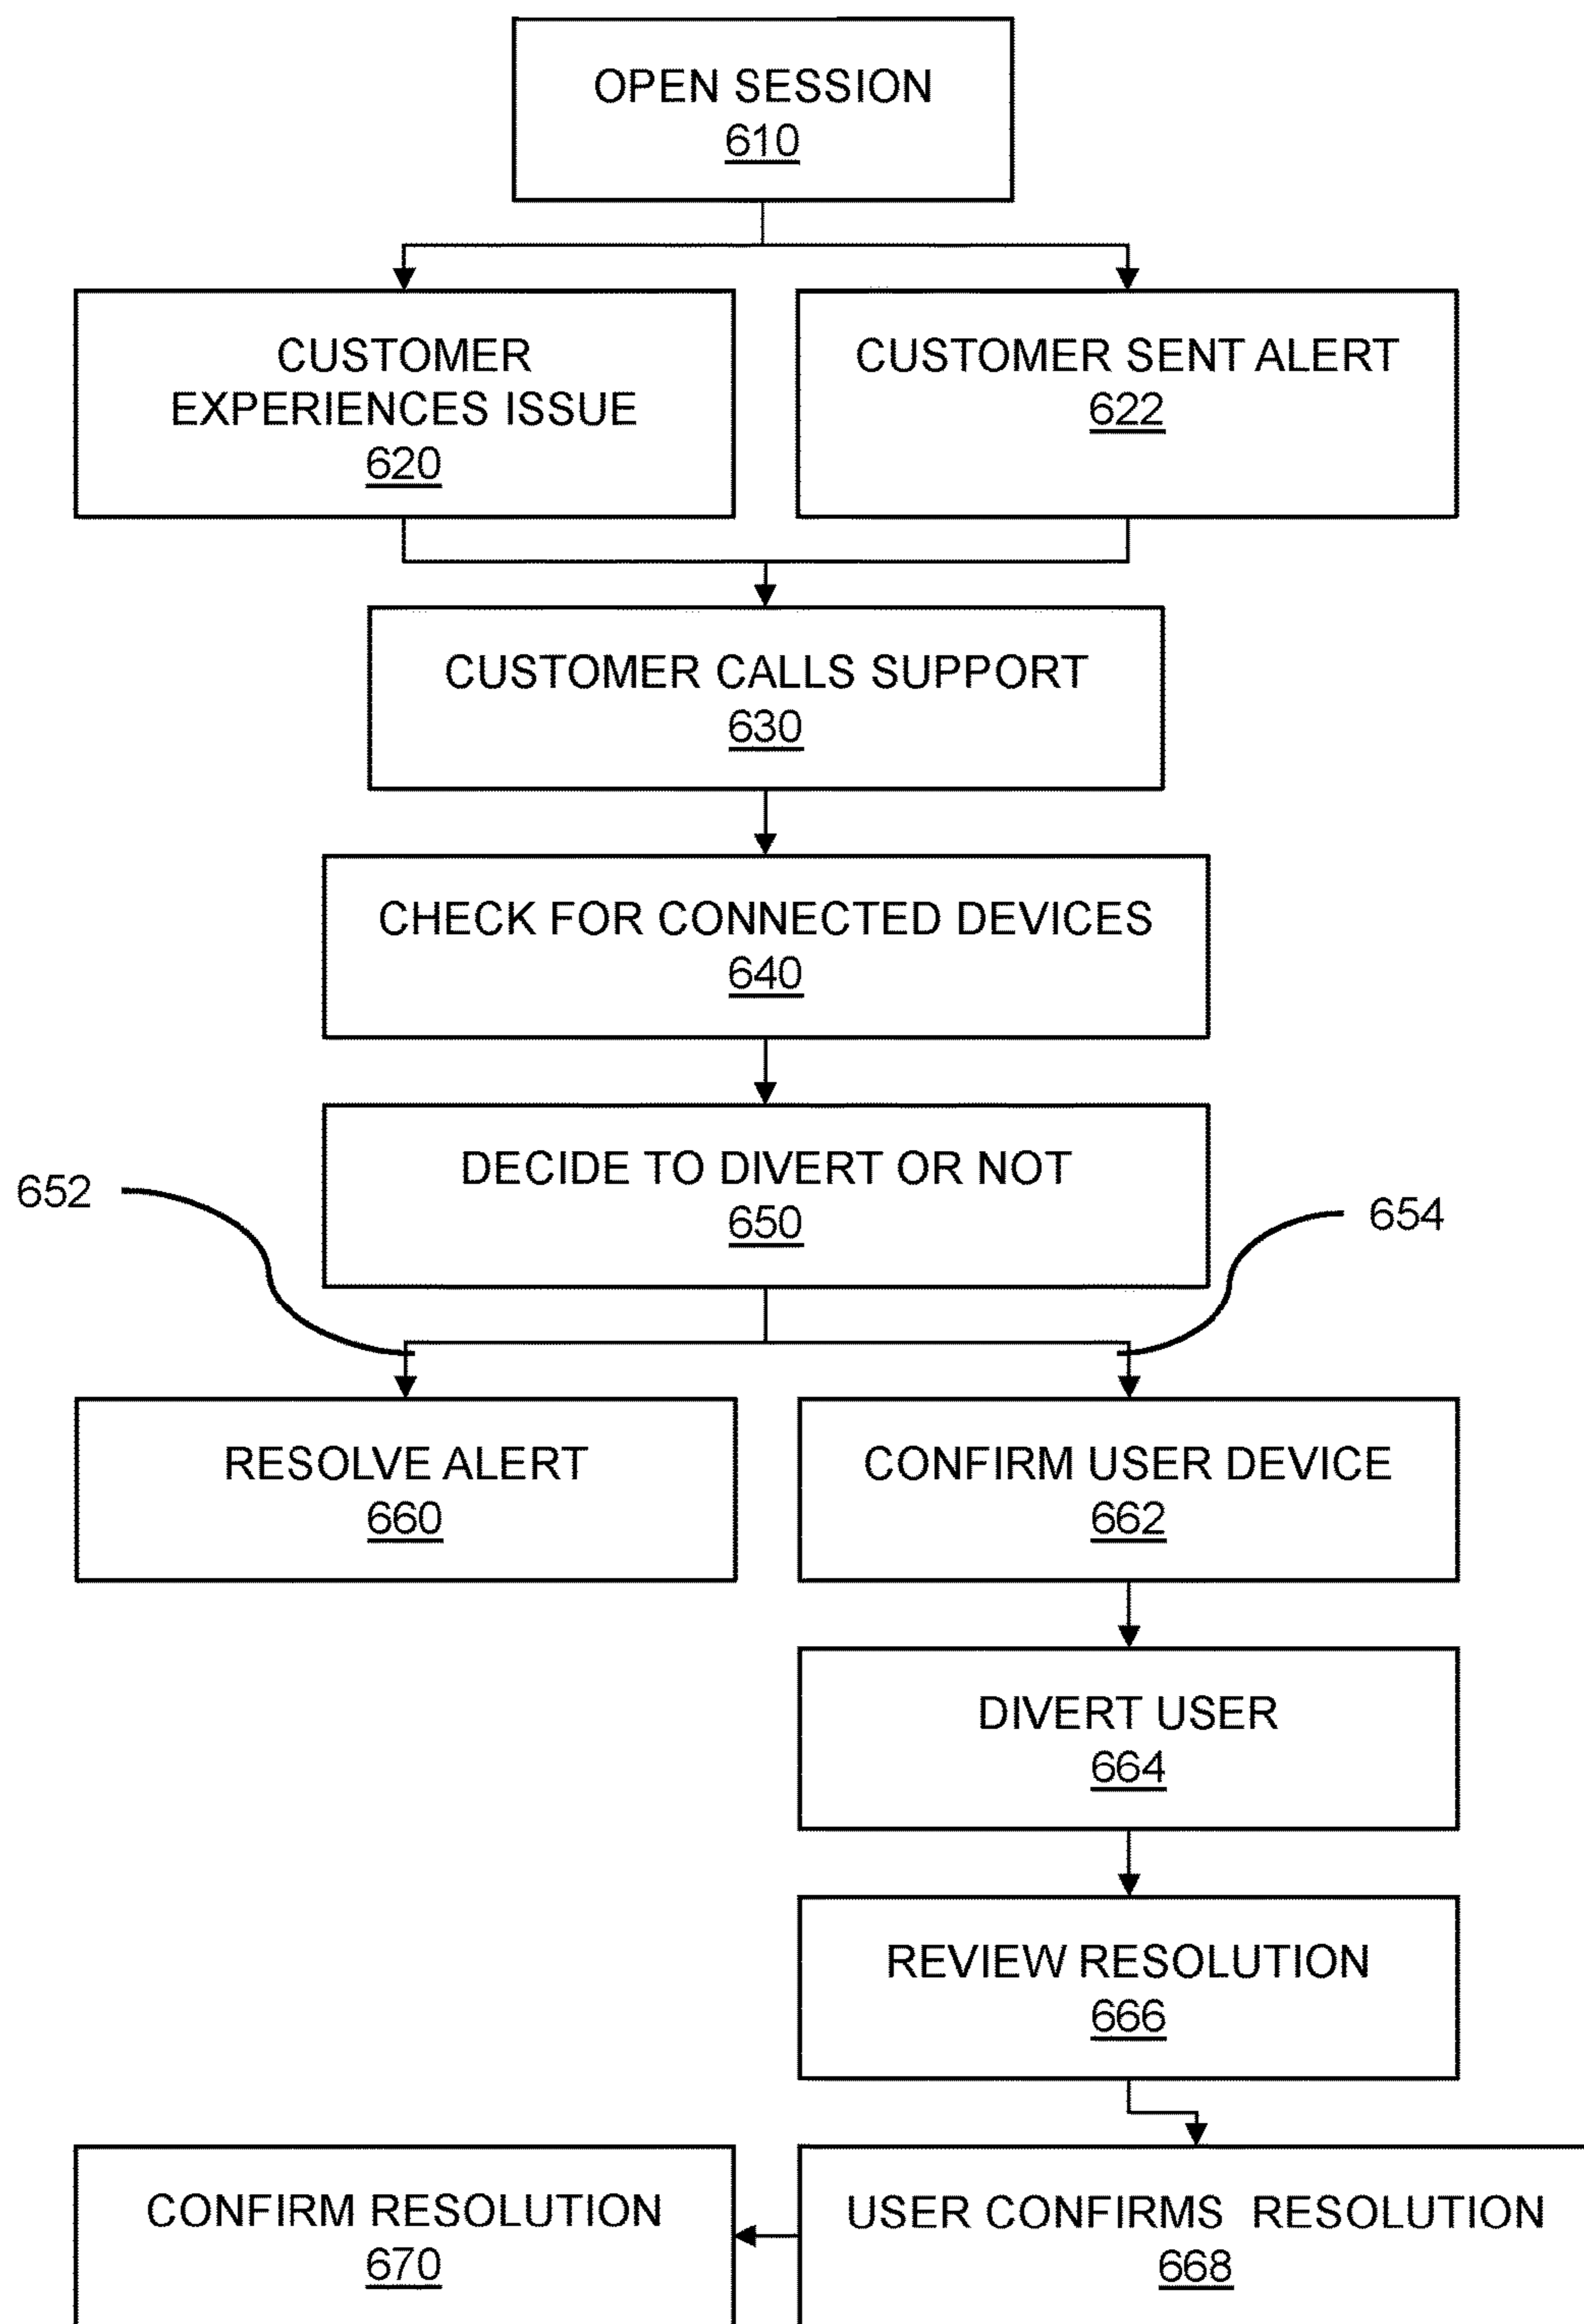 OPEN SESSION
610
CUSTOMER
EXPERIENCES ISSUE
620
CUSTOMER SENT ALERT
622
CUSTOMER CALLS SUPPORT
630
CHECK FOR CONNECTED DEVICES
640
DECIDE TO DIVERT OR NOT
650
652
654
RESOLVE ALERT
660
CONFIRM USER DEVICE
662
DIVERT USER
664
REVIEW RESOLUTION
666
CONFIRM RESOLUTION
670
USER CONFIRMS RESOLUTION
668